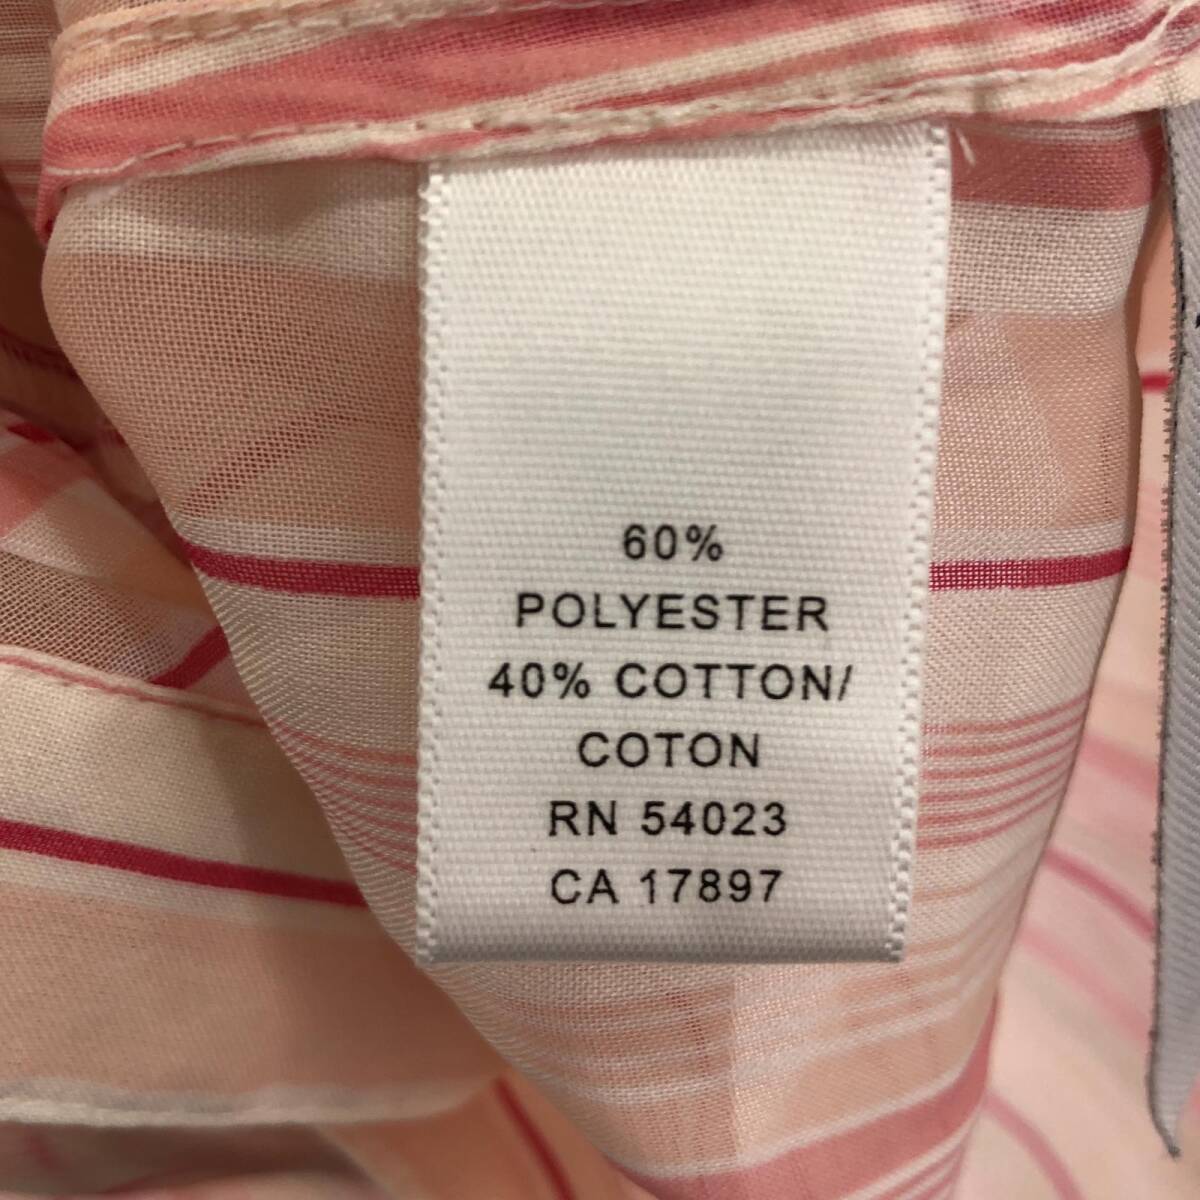 60%
POLYESTER
40% COTTON/
COTON
RN 54023
CA 17897